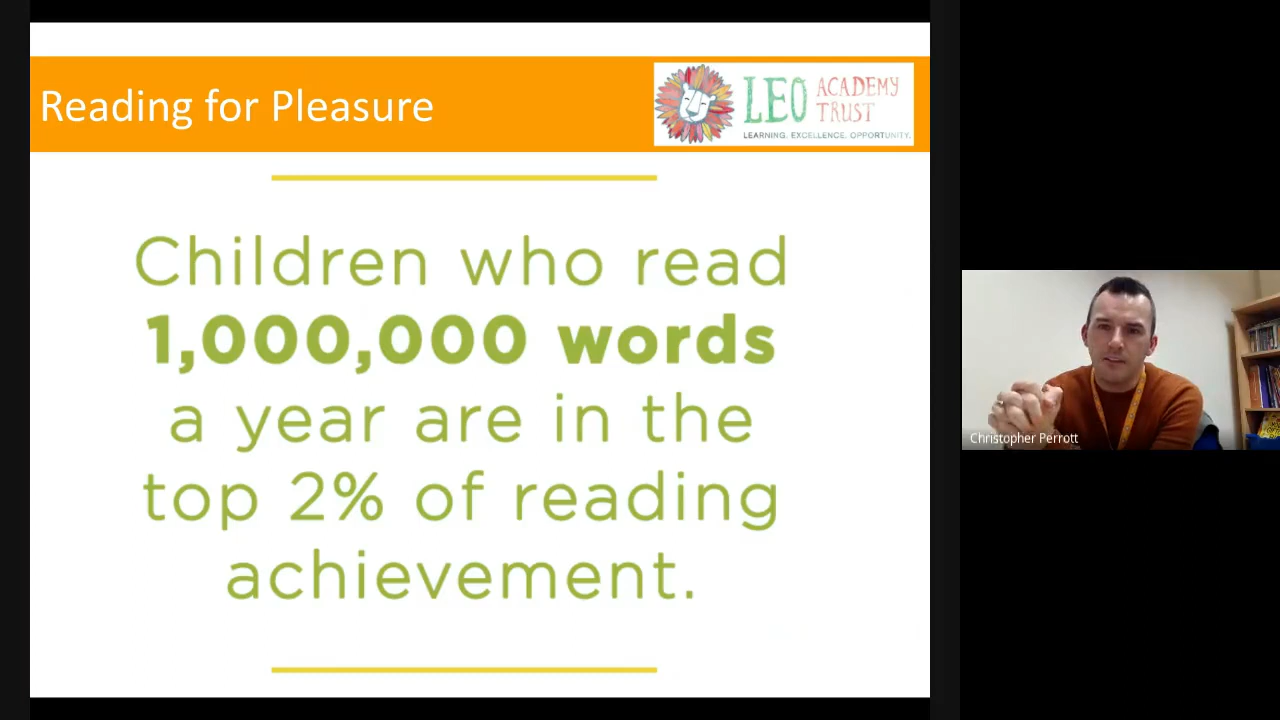 Reading for Pleasure
LEO ACADEMY TRUST
LEARNING. EXCELLENCE. OPPORTUNITY.
Children who read
1,000,000 words
a year are in the
top 2% of reading
achievement.
Christopher Perrott